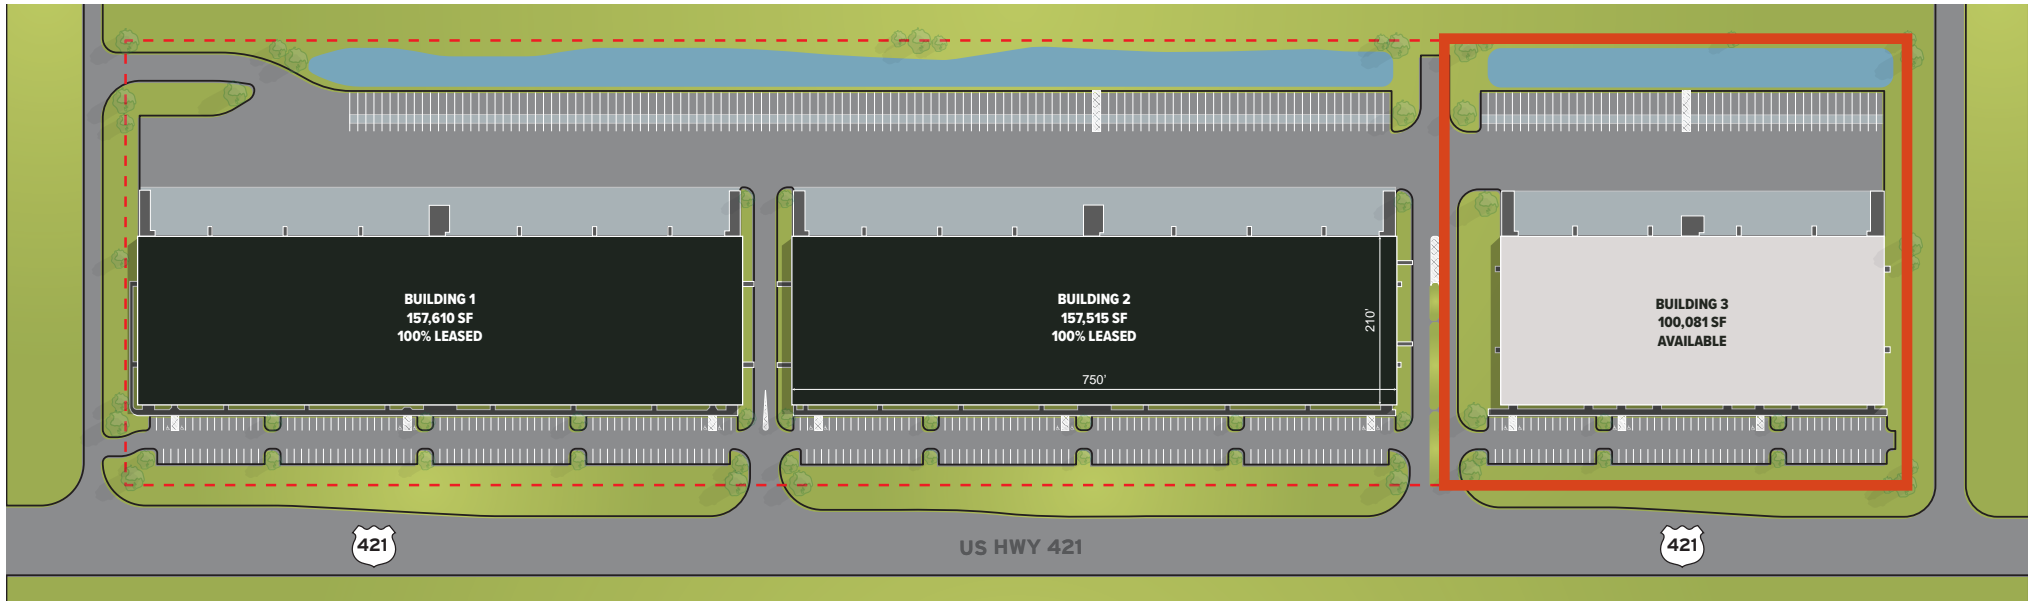 BUILDING 1
157,610 SF
100% LEASED
BUILDING 2
157,515 SF
100% LEASED
210'
750'
BUILDING 3
100,081 SF
AVAILABLE
421
US HWY 421
421